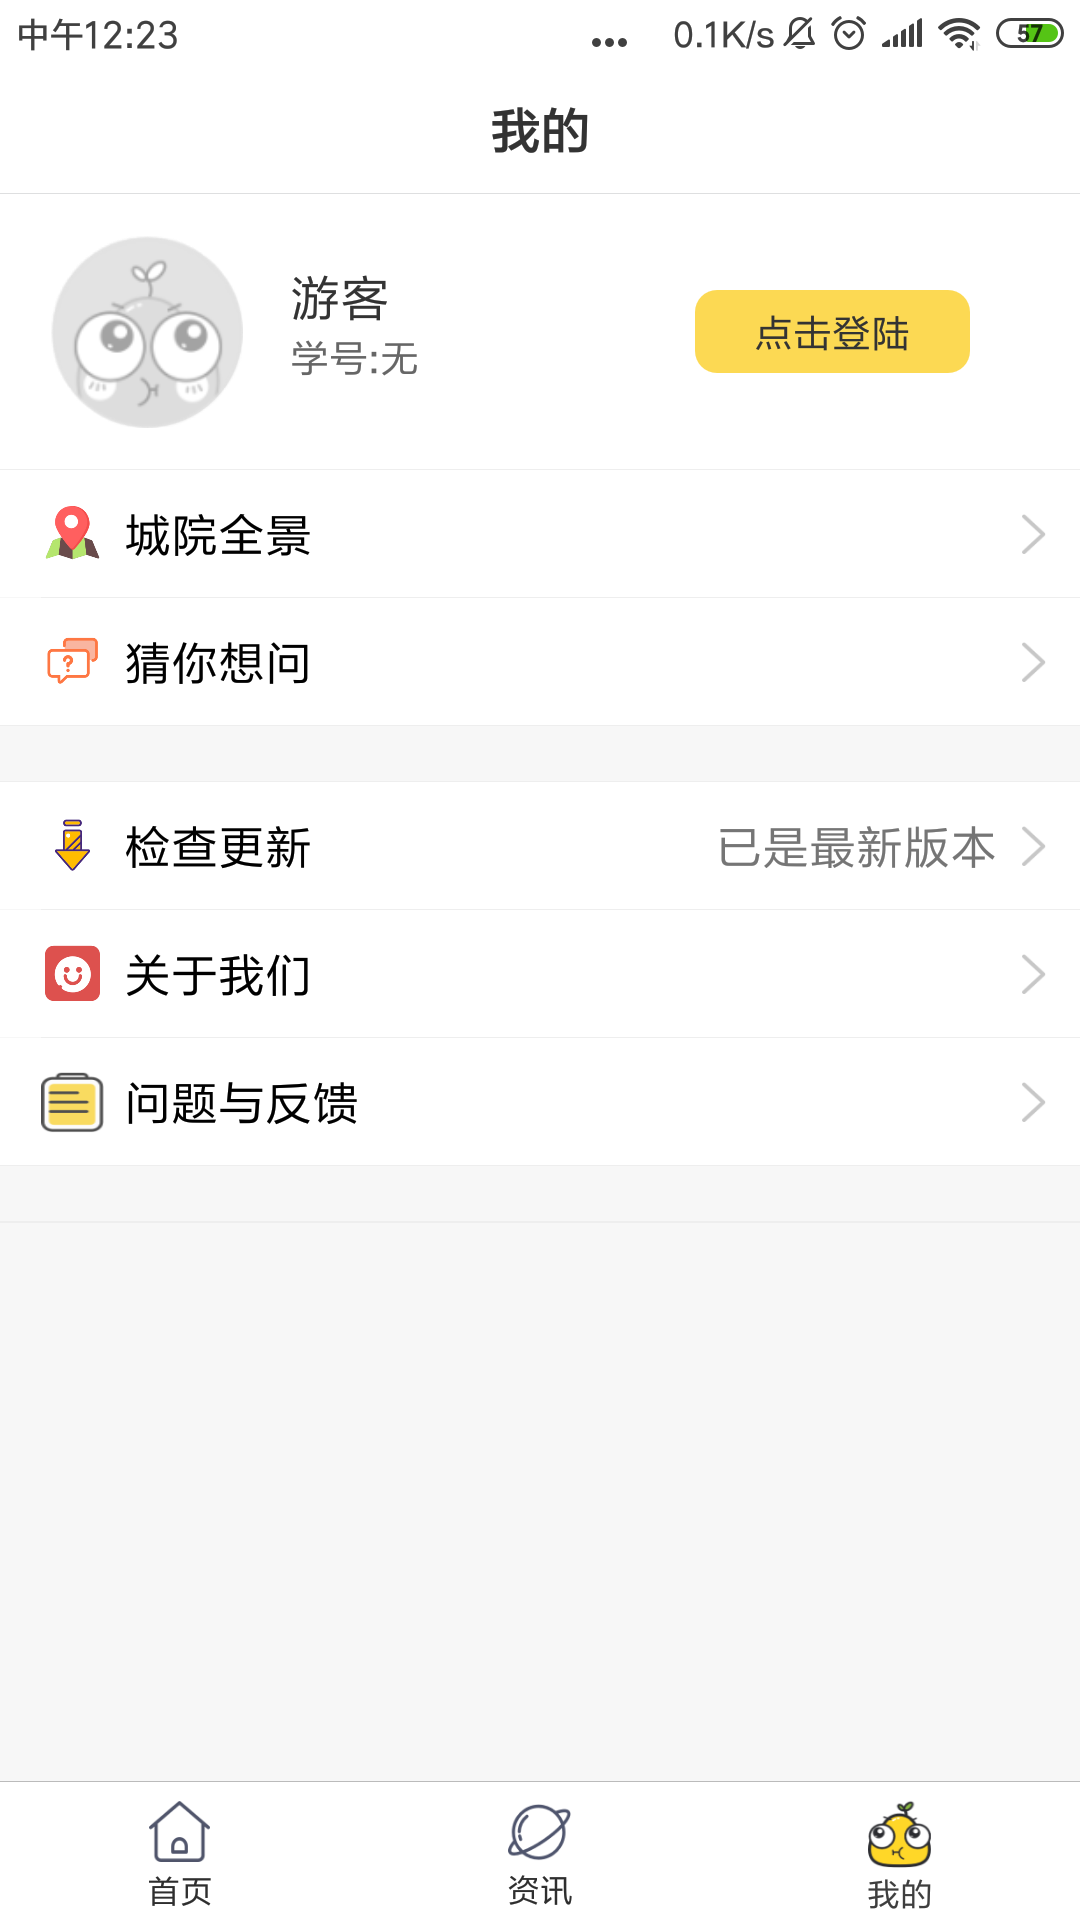 中午12:23 ... 0.1K/s 57
我的
游客
学号:无
点击登陆
城院全景
猜你想问
检查更新 已是最新版本
关于我们
问题与反馈
首页 资讯 我的